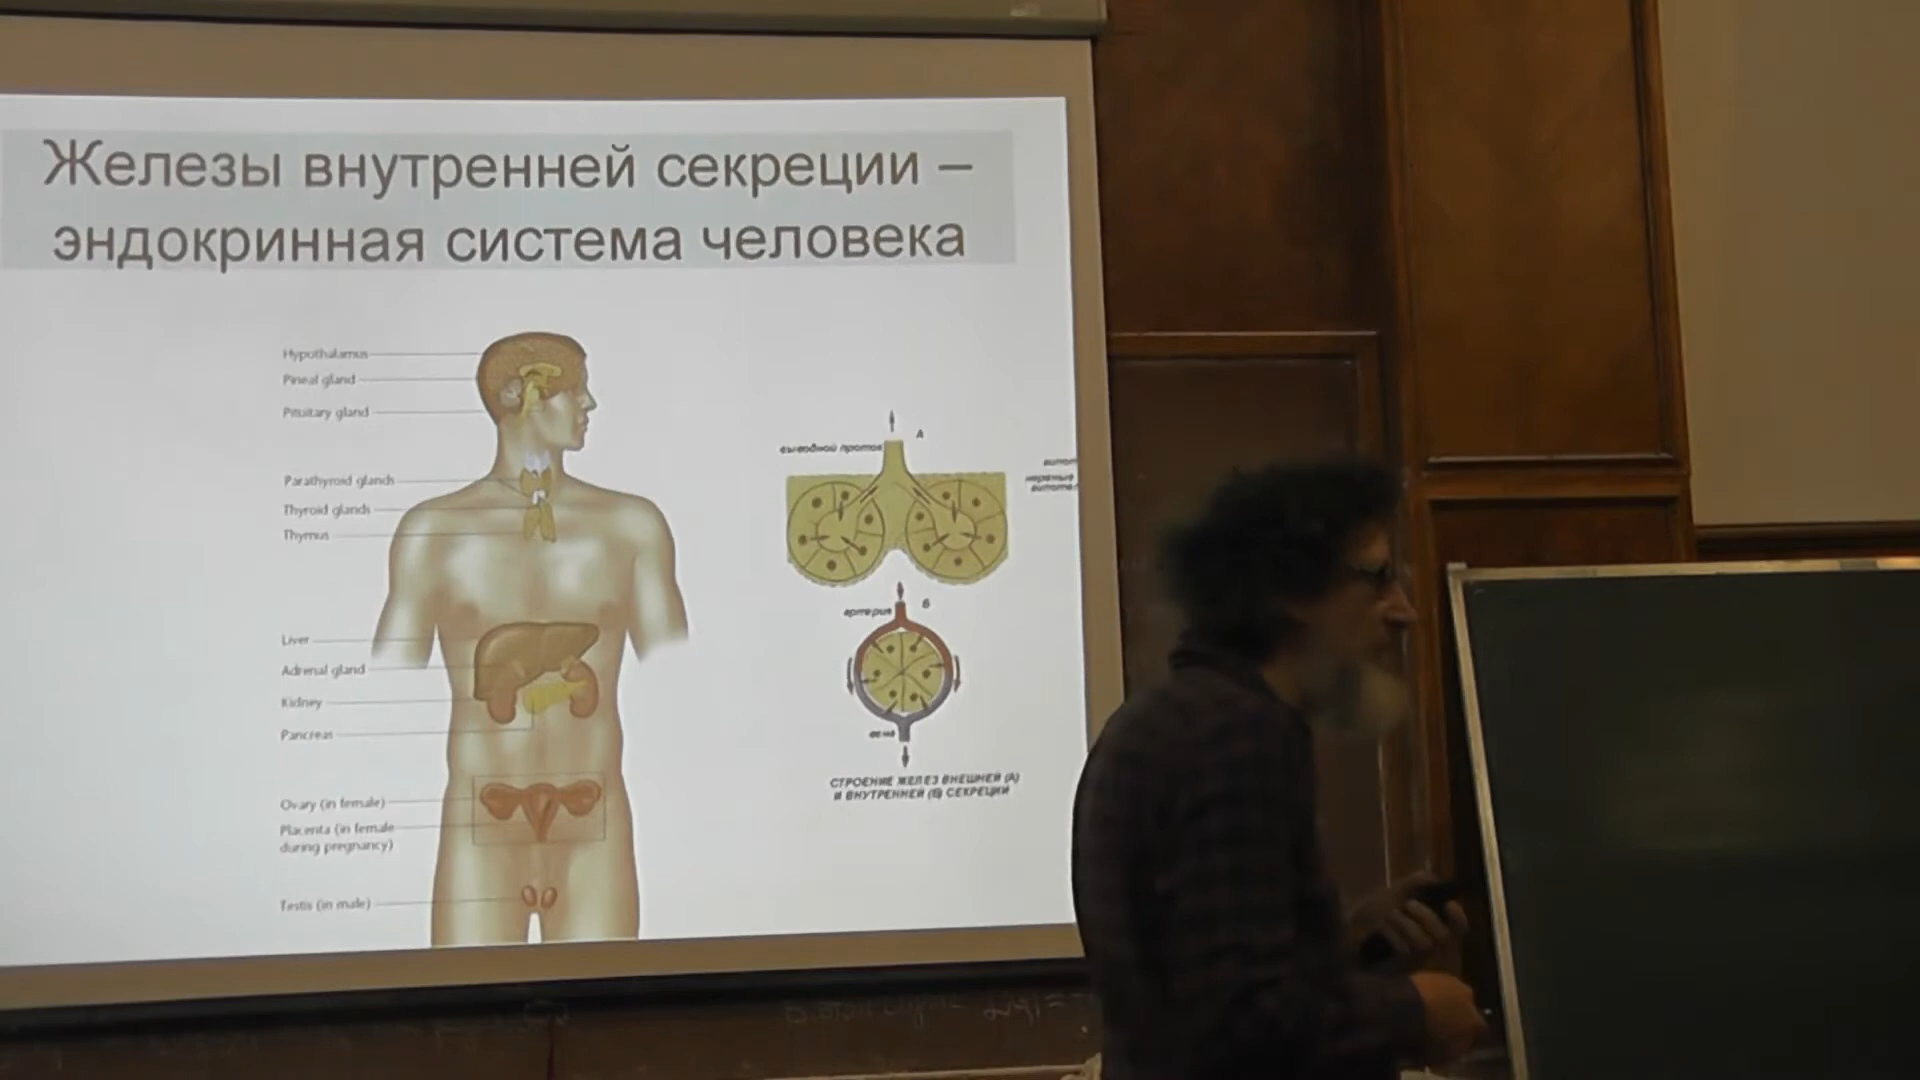 Железы внутренней секреции –
эндокринная система человека
Hypothalamus
Pineal gland
Pituitary gland
Parathyroid glands
Thyroid glands
Thymus
Liver
Adrenal gland
Kidney
Pancreas
Ovary (in female)
Placenta (in female
during pregnancy)
Testis (in male)
А
выводной проток
Б
артерия
вена
СТРОЕНИЕ ЖЕЛЕЗ ВНЕШНЕЙ (А)
И ВНУТРЕННЕЙ (Б) СЕКРЕЦИИ